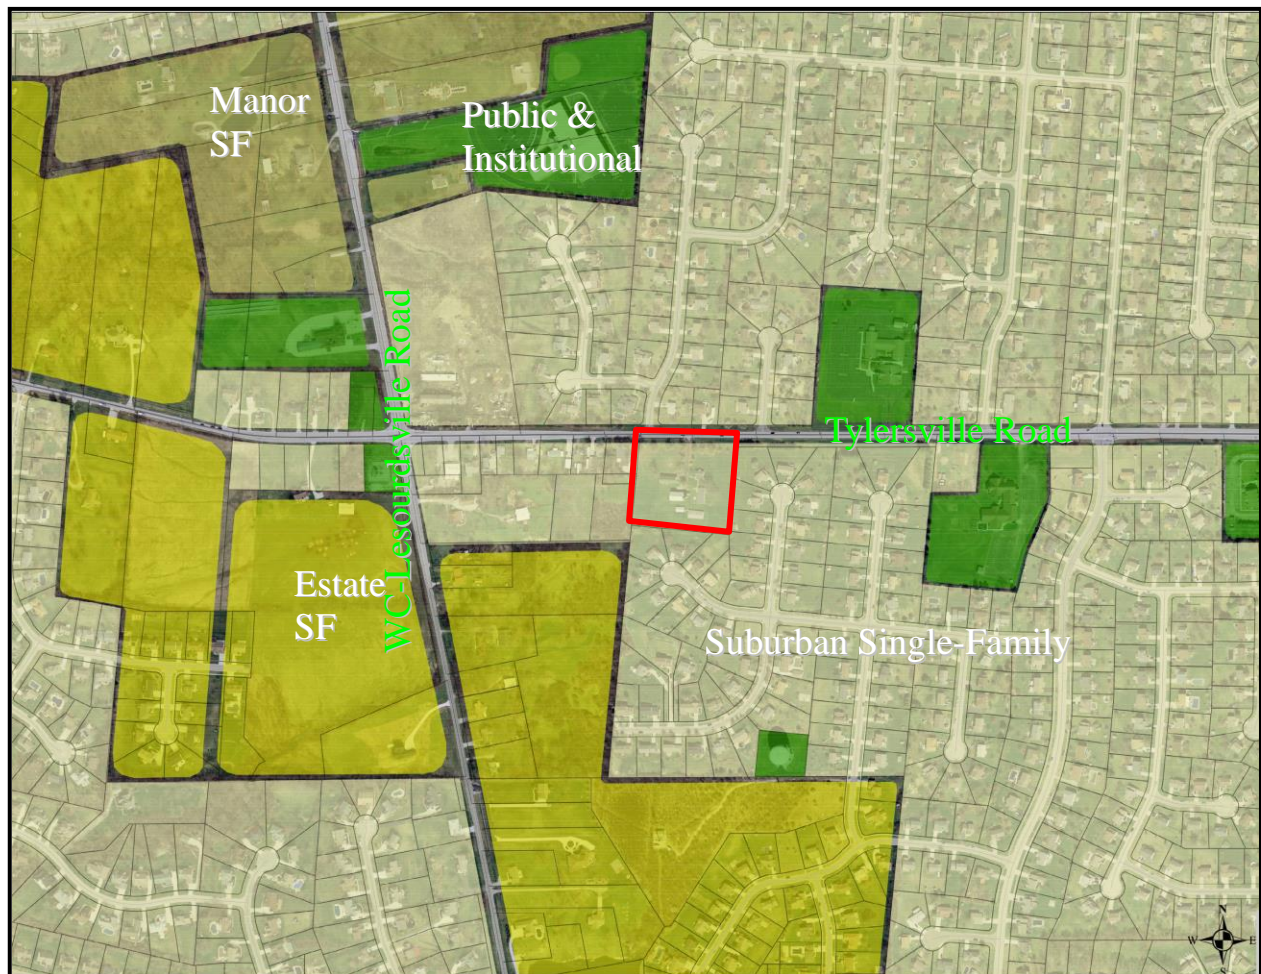 Manor
SF
Public &
Institutional
WC-Lesourdsville Road
Tylersville Road
Estate
SF
Suburban Single-Family
N
W
E
S